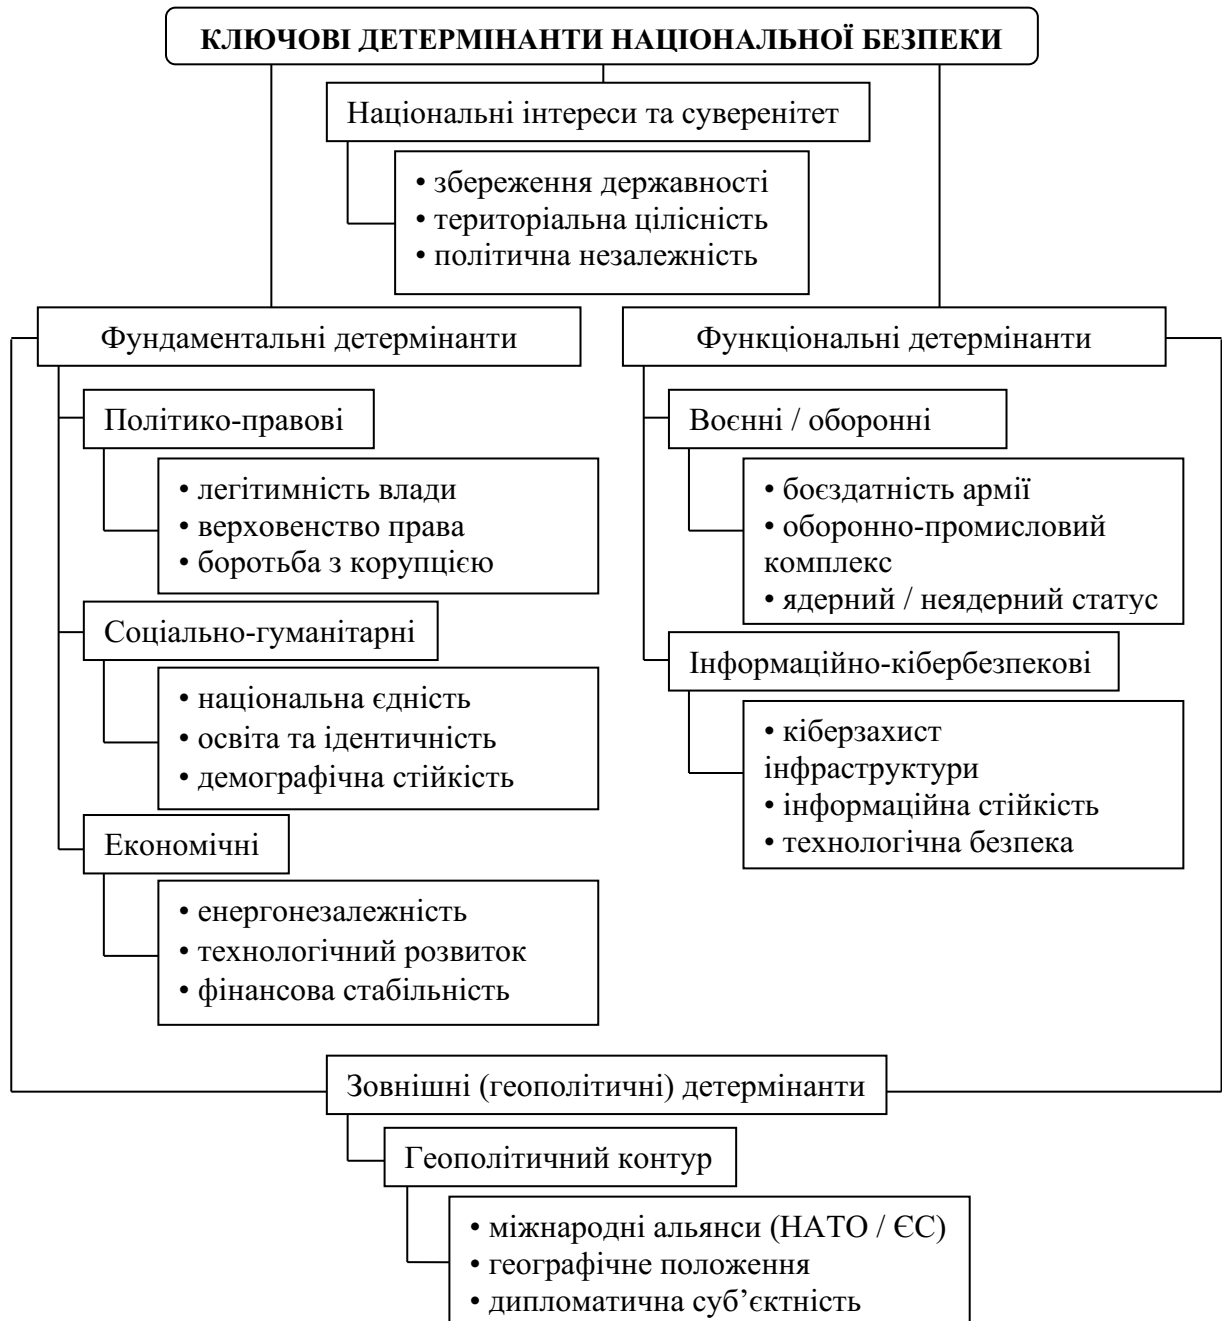 КЛЮЧОВІ ДЕТЕРМІНАНТИ НАЦІОНАЛЬНОЇ БЕЗПЕКИ
Національні інтереси та суверенітет
• збереження державності
• територіальна цілісність
• політична незалежність
Фундаментальні детермінанти
Політико-правові
• легітимність влади
• верховенство права
• боротьба з корупцією
Соціально-гуманітарні
• національна єдність
• освіта та ідентичність
• демографічна стійкість
Економічні
• енергонезалежність
• технологічний розвиток
• фінансова стабільність
Функціональні детермінанти
Воєнні / оборонні
• боєздатність армії
• оборонно-промисловий
комплекс
• ядерний / неядерний статус
Інформаційно-кібербезпекові
• кіберзахист
інфраструктури
• інформаційна стійкість
• технологічна безпека
Зовнішні (геополітичні) детермінанти
Геополітичний контур
• міжнародні альянси (НАТО / ЄС)
• географічне положення
• дипломатична суб’єктність